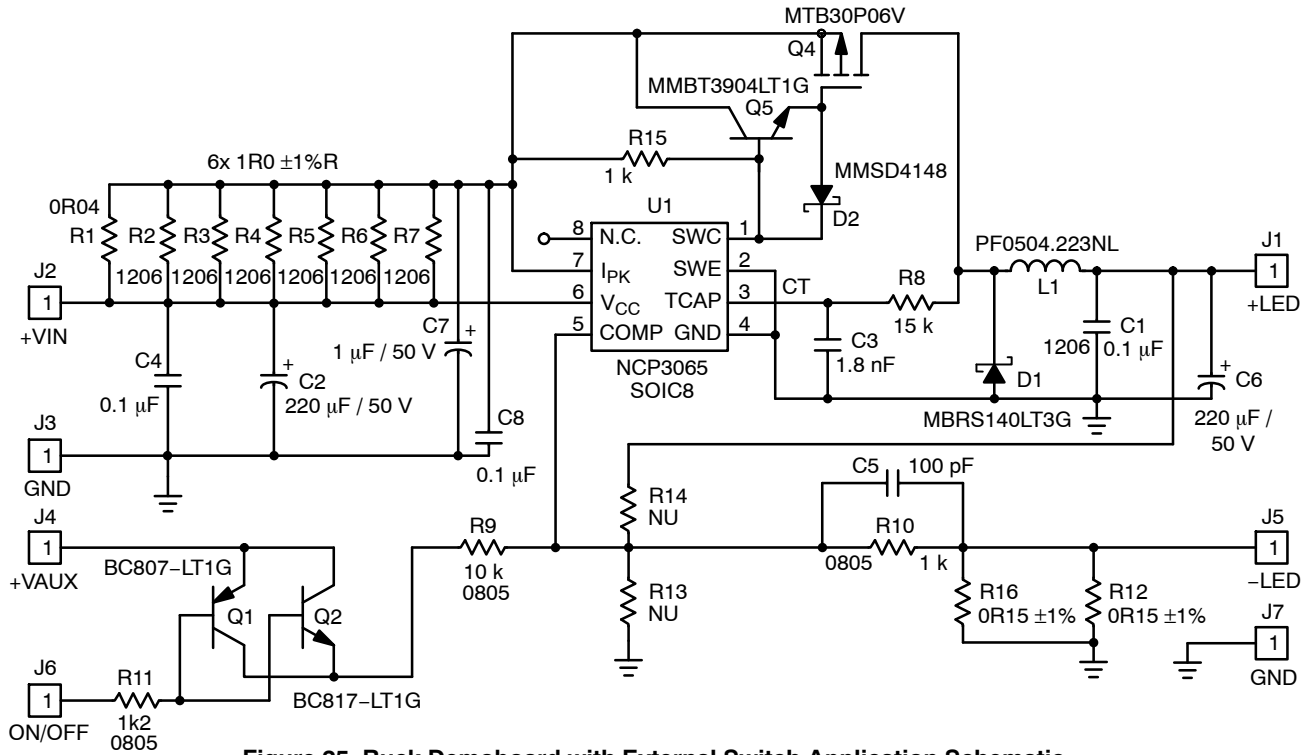 MTB30P06V
Q4
MMBT3904LT1G
Q5
R15
1 k
6x 1R0 ±1%R
MMSD4148
D2
0R04
R1
R2
R3
R4
R5
R6
R7
1206
1206
1206
1206
1206
1206
U1
8
N.C.
SWC
1
7
IPK
SWE
2
6
VCC
TCAP
3
5
COMP
GND
4
NCP3065
SOIC8
CT
R8
15 k
PF0504.223NL
L1
J1
1
+LED
J2
1
+VIN
C7
+
1 μF / 50 V
C3
1.8 nF
D1
MBRS140LT3G
C1
1206
0.1 μF
+
C6
220 μF /
50 V
C4
0.1 μF
+
C2
220 μF / 50 V
C8
0.1 μF
J3
1
GND
C5
100 pF
R14
NU
R10
0805
1 k
J4
1
+VAUX
BC807−LT1G
Q1
Q2
R9
10 k
0805
R13
NU
R16
0R15 ±1%
R12
0R15 ±1%
J5
1
−LED
J7
1
GND
J6
1
ON/OFF
R11
1k2
0805
BC817−LT1G
Figure 25. Buck Demoboard with External Switch Application Schematic